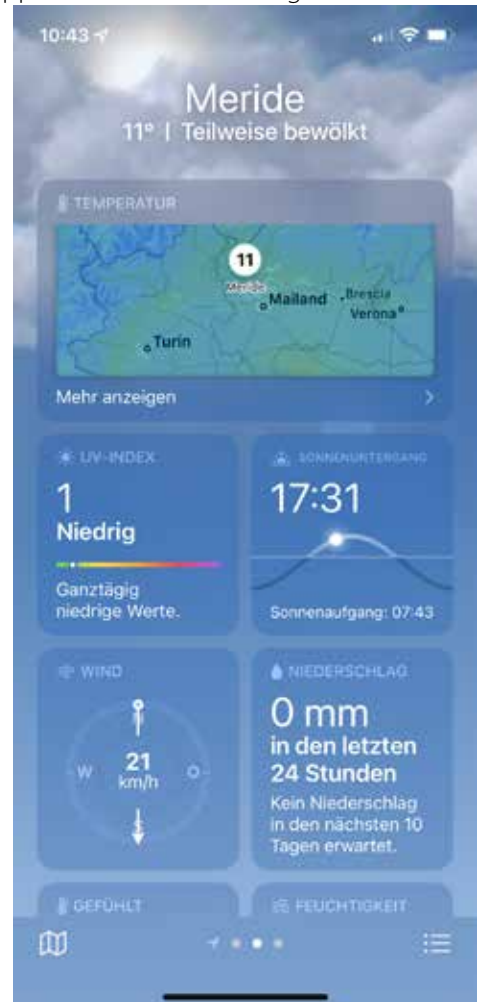 10:43
Meride
11° | Teilweise bewölkt
TEMPERATUR
11
Meride
Mailand
Brescia
Verona
Turin
Mehr anzeigen
UV-INDEX
1
Niedrig
Ganztägig
niedrige Werte.
SONNENUNTERGANG
17:31
Sonnenaufgang: 07:43
WIND
W
21
km/h
O
NIEDERSCHLAG
0 mm
in den letzten
24 Stunden
Kein Niederschlag
in den nächsten 10
Tagen erwartet.
GEFÜHLT
FEUCHTIGKEIT